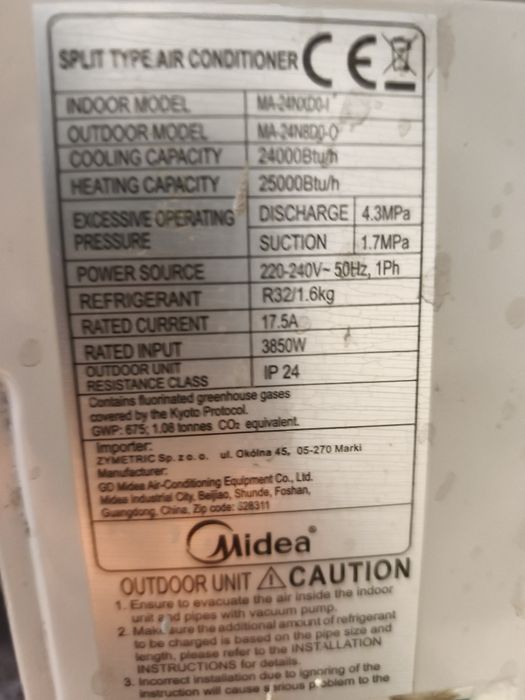 SPLIT TYPE AIR CONDITIONER CE
INDOOR MODEL MA-24NXD0-I
OUTDOOR MODEL MA-24N8D0-O
COOLING CAPACITY 24000Btu/h
HEATING CAPACITY 25000Btu/h
EXCESSIVE OPERATING PRESSURE DISCHARGE 4.3MPa
SUCTION 1.7MPa
POWER SOURCE 220-240V~ 50Hz, 1Ph
REFRIGERANT R32/1.6kg
RATED CURRENT 17.5A
RATED INPUT 3850W
OUTDOOR UNIT
RESISTANCE CLASS IP 24
Contains fluorinated greenhouse gases
covered by the Kyoto Protocol.
GWP: 675; 1.08 tonnes CO₂ equivalent.
Importer:
ZYMETRIC Sp. z o. o. ul. Okólna 45, 05-270 Marki
Manufacturer:
GD Midea Air-Conditioning Equipment Co., Ltd.
Midea Industrial City, Beijiao, Shunde, Foshan,
Guangdong, China, Zip code: 528311
Midea®
OUTDOOR UNIT ⚠ CAUTION
1. Ensure to evacuate the air inside the indoor
unit and pipes with vacuum pump.
2. Make sure the additional amount of refrigerant
to be charged is based on the pipe size and
length, please refer to the INSTALLATION
INSTRUCTIONS for details.
3. Incorrect installation due to ignoring of the
instruction will cause serious problem to the